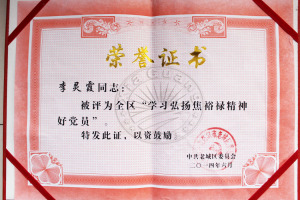 荣誉证书
李灵霞同志：
被评为全区“学习弘扬焦裕禄精神
好党员”。
特发此证，以资鼓励
中共老城区委员会
二〇一四年六月